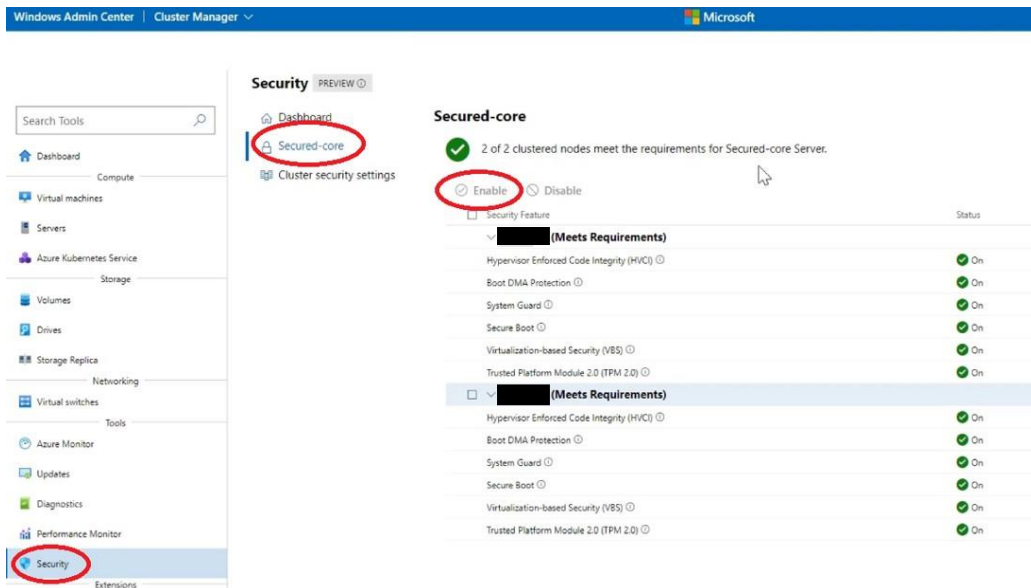 Windows Admin Center | Cluster Manager
Microsoft
Search Tools
Dashboard
Compute
Virtual machines
Servers
Azure Kubernetes Service
Storage
Volumes
Drives
Storage Replica
Networking
Virtual switches
Tools
Azure Monitor
Updates
Diagnostics
Performance Monitor
Security
Extensions
Security PREVIEW
Dashboard
Secured-core
Cluster security settings
Secured-core
2 of 2 clustered nodes meet the requirements for Secured-core Server.
Enable Disable
Security Feature Status
(Meets Requirements)
Hypervisor Enforced Code Integrity (HVCI) On
Boot DMA Protection On
System Guard On
Secure Boot On
Virtualization-based Security (VBS) On
Trusted Platform Module 2.0 (TPM 2.0) On
(Meets Requirements)
Hypervisor Enforced Code Integrity (HVCI) On
Boot DMA Protection On
System Guard On
Secure Boot On
Virtualization-based Security (VBS) On
Trusted Platform Module 2.0 (TPM 2.0) On